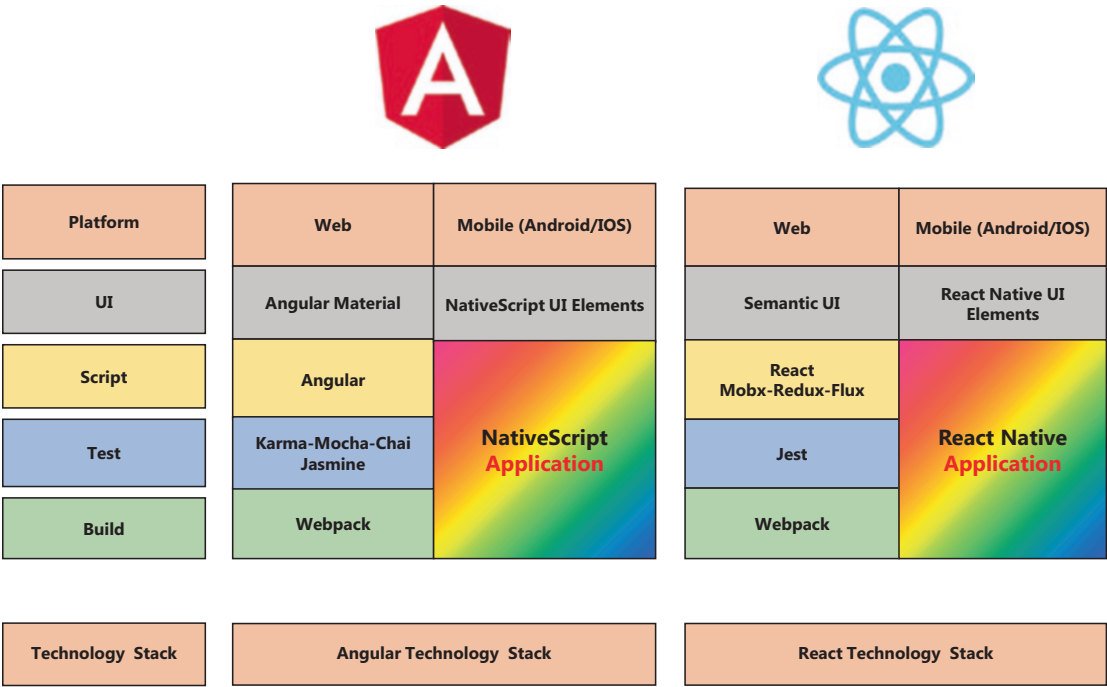 A
Platform
Web
Mobile (Android/IOS)
Web
Mobile (Android/IOS)
UI
Angular Material
NativeScript UI Elements
Semantic UI
React Native UI
Elements
Script
Angular
React
Mobx-Redux-Flux
Test
Karma-Mocha-Chai
Jasmine
NativeScript
Application
Jest
React Native
Application
Build
Webpack
Webpack
Technology Stack
Angular Technology Stack
React Technology Stack